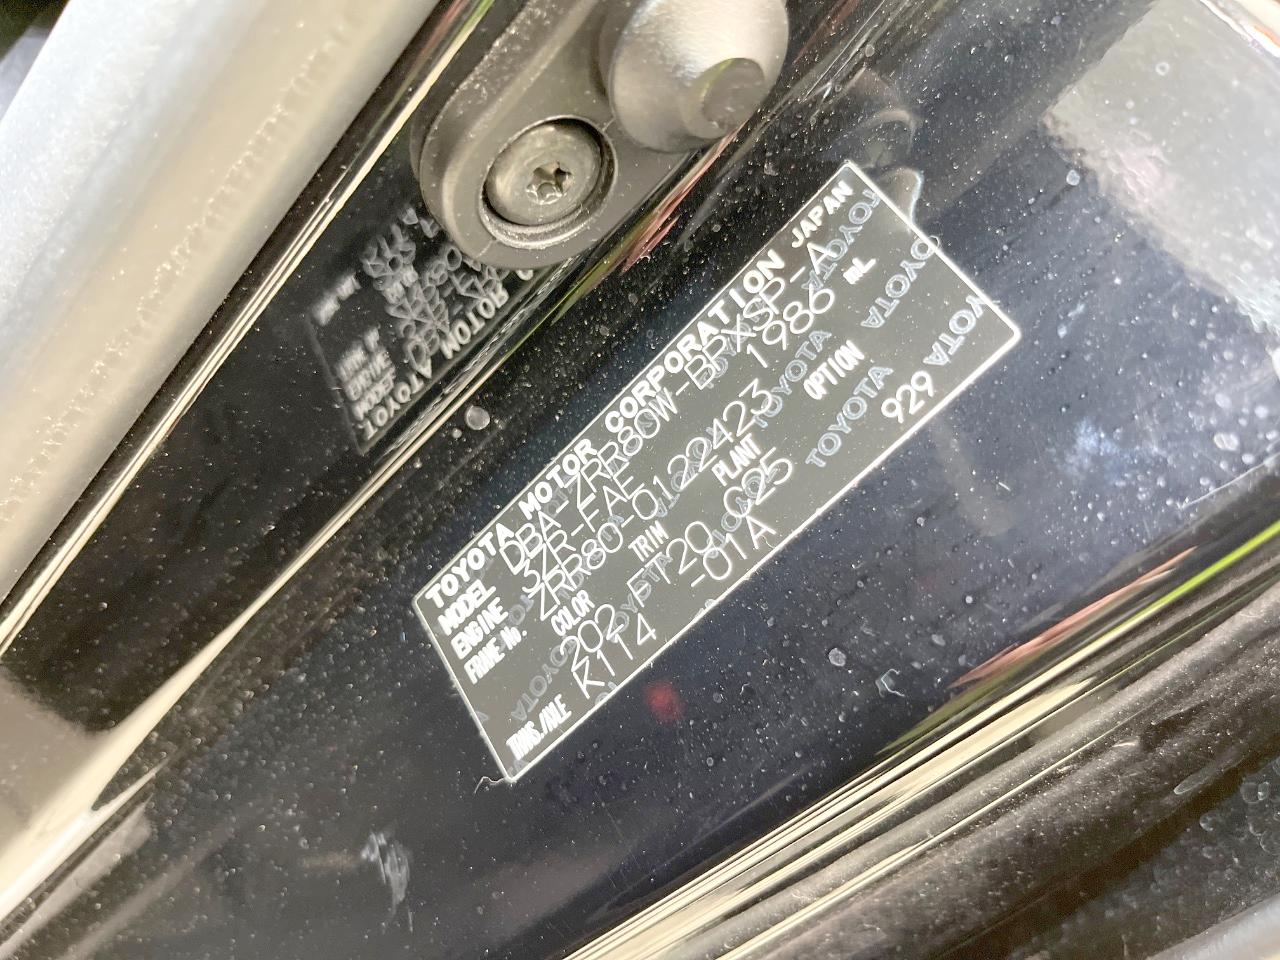 TOYOTA MOTOR CORPORATION JAPAN
MODEL DBA-ZRR80W-BPXSP-A
ENGINE 3ZR-FAE 1986 mL
FRAME No. ZRR80-0122423
COLOR TRIM PLANT OPTION
202 FT20 C25 929
TRANS./AXLE K114 -01A